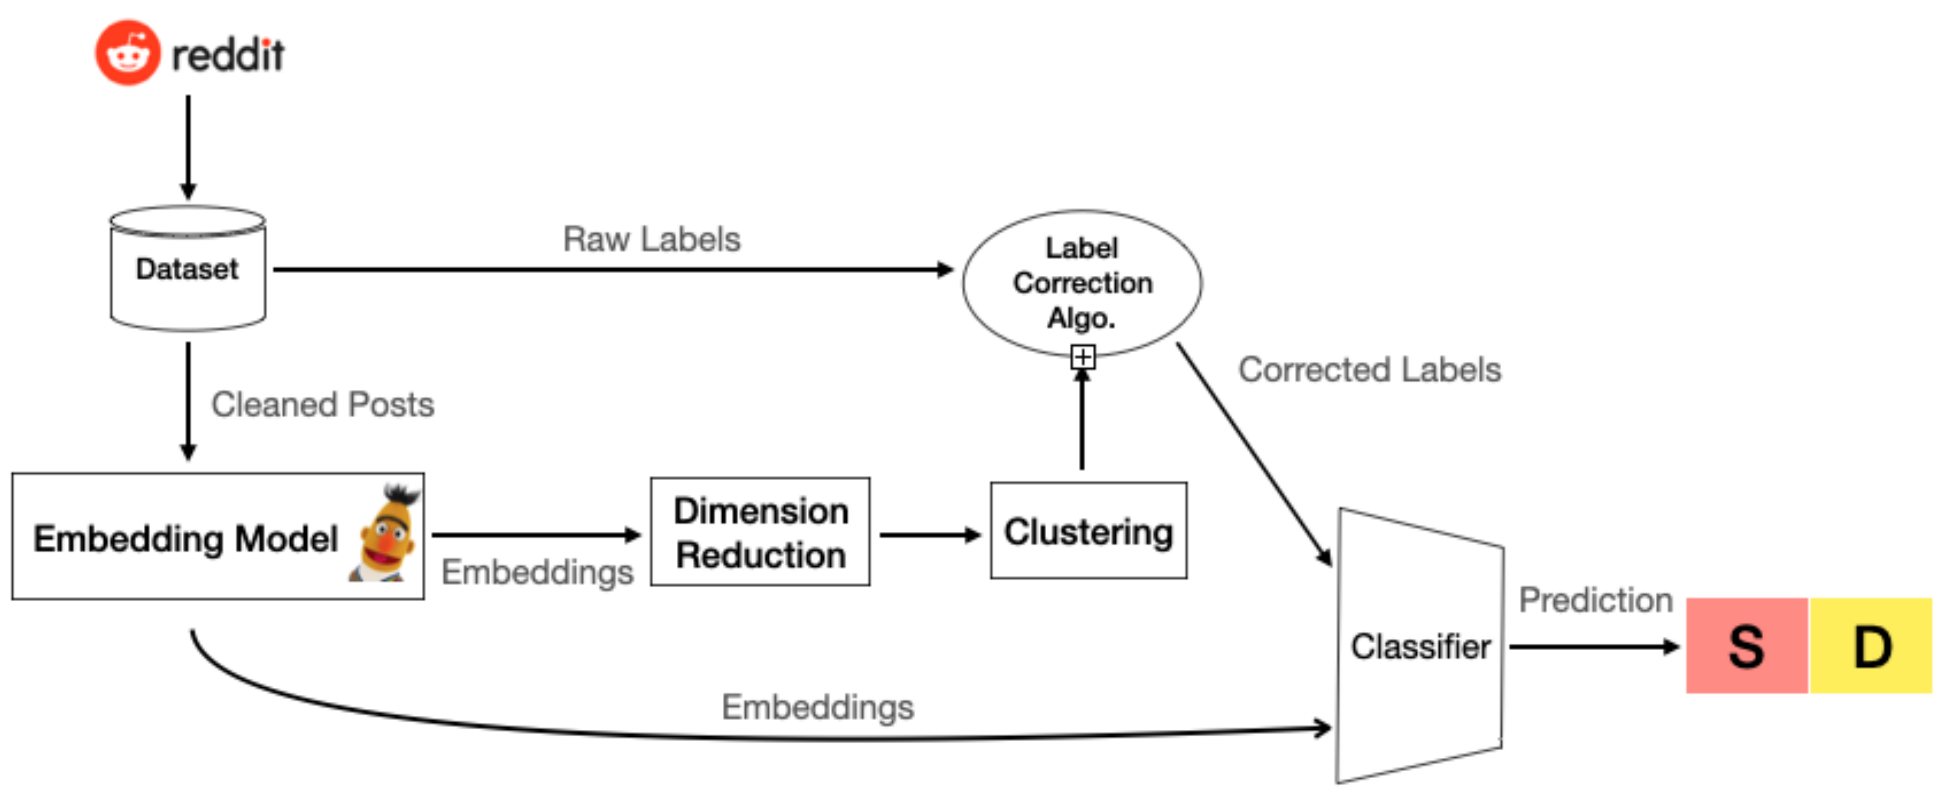 reddit
Dataset
Raw Labels
Label
Correction
Algo.
Corrected Labels
Cleaned Posts
Embedding Model
Embeddings
Dimension
Reduction
Clustering
Classifier
Prediction
S D
Embeddings